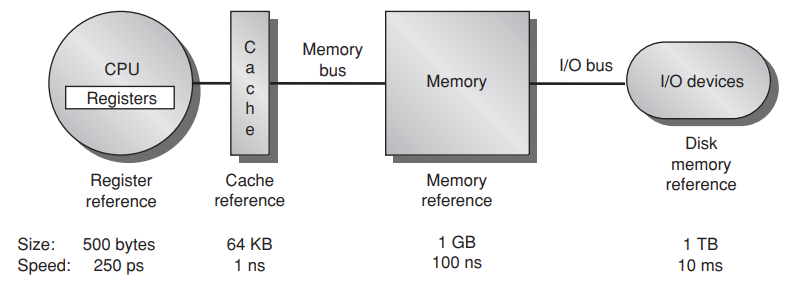 CPU
Registers
C
a
c
h
e
Memory
bus
Memory
I/O bus
I/O devices
Register
reference
Cache
reference
Memory
reference
Disk
memory
reference
Size: 500 bytes 64 KB 1 GB 1 TB
Speed: 250 ps 1 ns 100 ns 10 ms